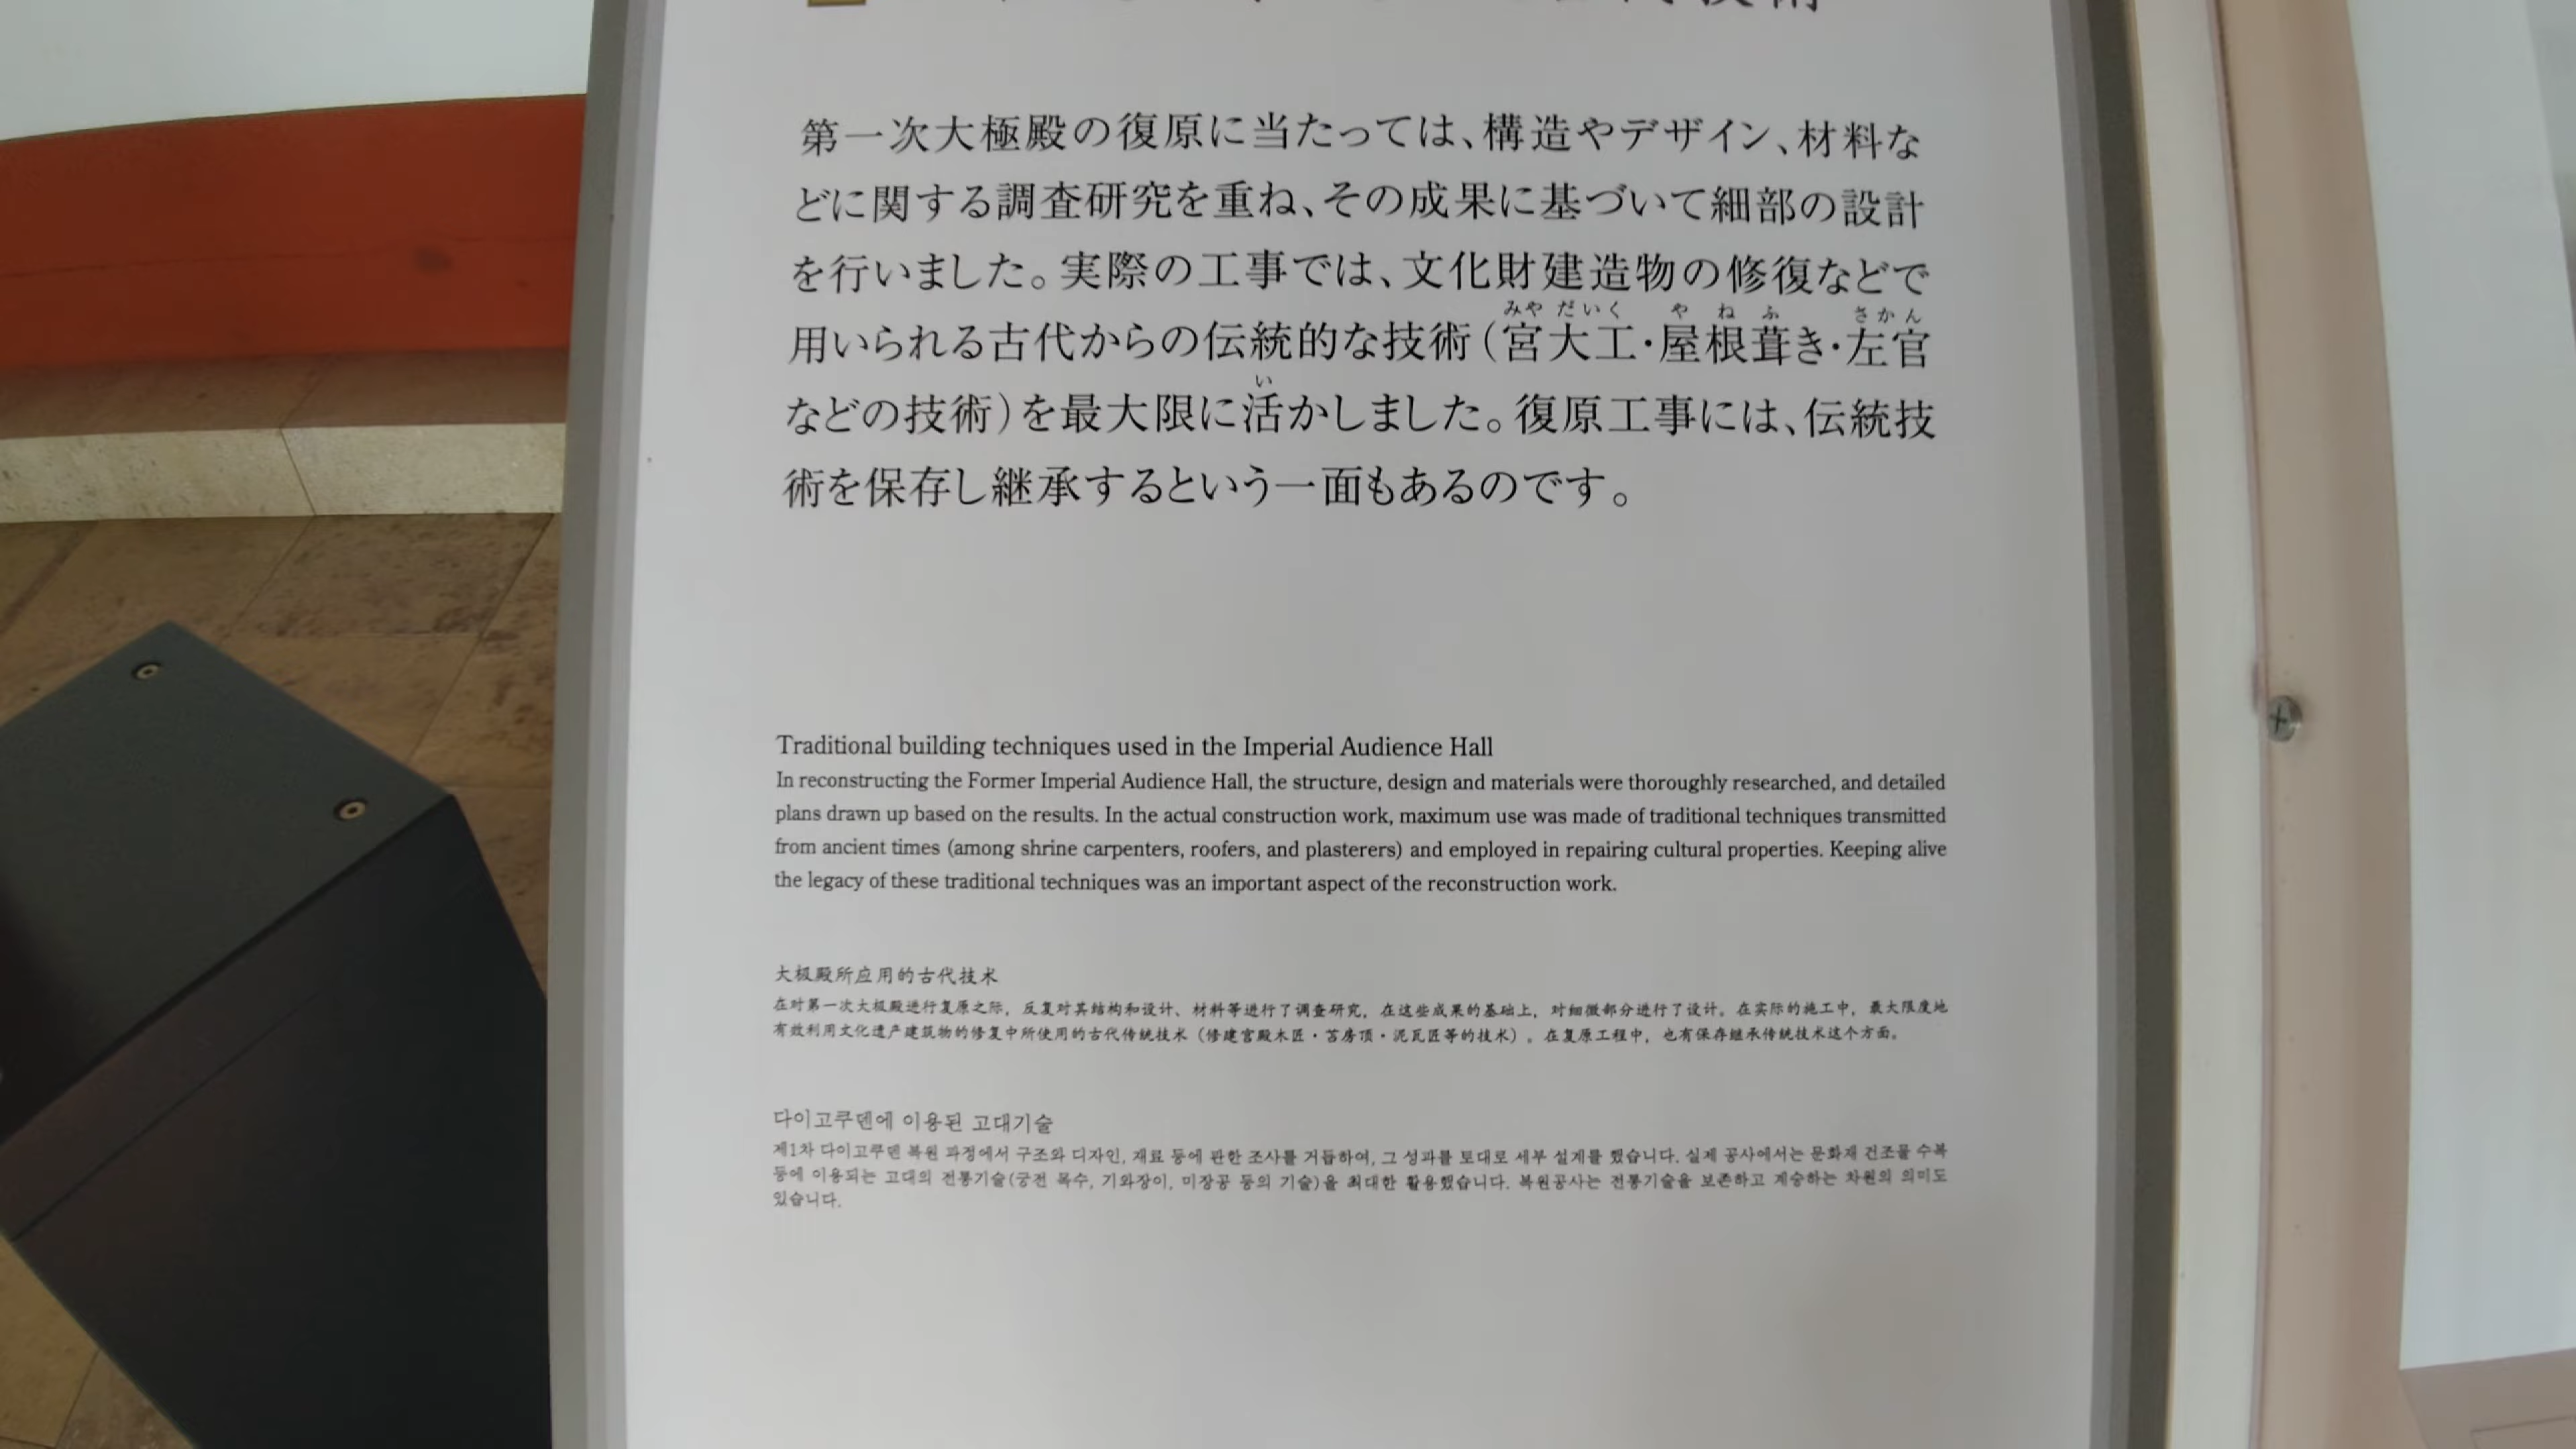 技術
第一次大極殿の復原に当たっては、構造やデザイン、材料な
どに関する調査研究を重ね、その成果に基づいて細部の設計
を行いました。実際の工事では、文化財建造物の修復などで
みや だいく や ね ふ さかん
用いられる古代からの伝統的な技術(宮大工・屋根葺き・左官
い
などの技術)を最大限に活かしました。復原工事には、伝統技
術を保存し継承するという一面もあるのです。
Traditional building techniques used in the Imperial Audience Hall
In reconstructing the Former Imperial Audience Hall, the structure, design and materials were thoroughly researched, and detailed
plans drawn up based on the results. In the actual construction work, maximum use was made of traditional techniques transmitted
from ancient times (among shrine carpenters, roofers, and plasterers) and employed in repairing cultural properties. Keeping alive
the legacy of these traditional techniques was an important aspect of the reconstruction work.
大极殿所应用的古代技术
在对第一次大极殿进行复原之际，反复对其结构和设计、材料等进行了调查研究，在这些成果的基础上，对细微部分进行了设计。在实际的施工中，最大限度地
有效利用文化遗产建筑物的修复中所使用的古代传统技术（修建宫殿木匠・苫房顶・泥瓦匠等的技术）。在复原工程中，也有保存继承传统技术这个方面。
다이고쿠덴에 이용된 고대기술
제1차 다이고쿠덴 복원 과정에서 구조와 디자인, 재료 등에 관한 조사를 거듭하여, 그 성과를 토대로 세부 설계를 했습니다. 실제 공사에서는 문화재 건조물 수복
등에 이용되는 고대의 전통기술(궁전 목수, 기와장이, 미장공 등의 기술)을 최대한 활용했습니다. 복원공사는 전통기술을 보존하고 계승하는 차원의 의미도
있습니다.